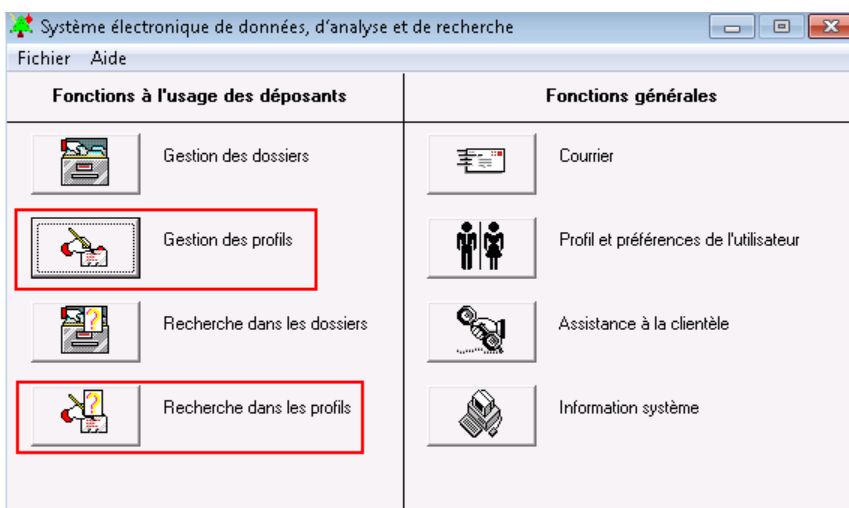 Système électronique de données, d'analyse et de recherche
Fichier Aide
Fonctions à l'usage des déposants
Fonctions générales
Gestion des dossiers
Courrier
Gestion des profils
Profil et préférences de l'utilisateur
Recherche dans les dossiers
Assistance à la clientèle
Recherche dans les profils
Information système